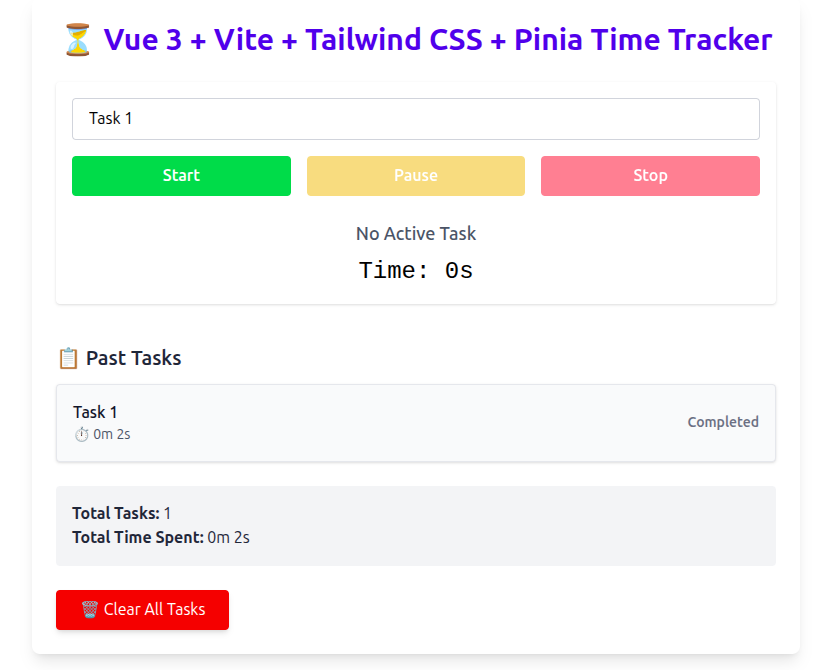 ⏳ Vue 3 + Vite + Tailwind CSS + Pinia Time Tracker
Task 1
Start Pause Stop
No Active Task
Time: 0s
📋 Past Tasks
Task 1
⏱️ 0m 2s
Completed
Total Tasks: 1
Total Time Spent: 0m 2s
🗑️ Clear All Tasks